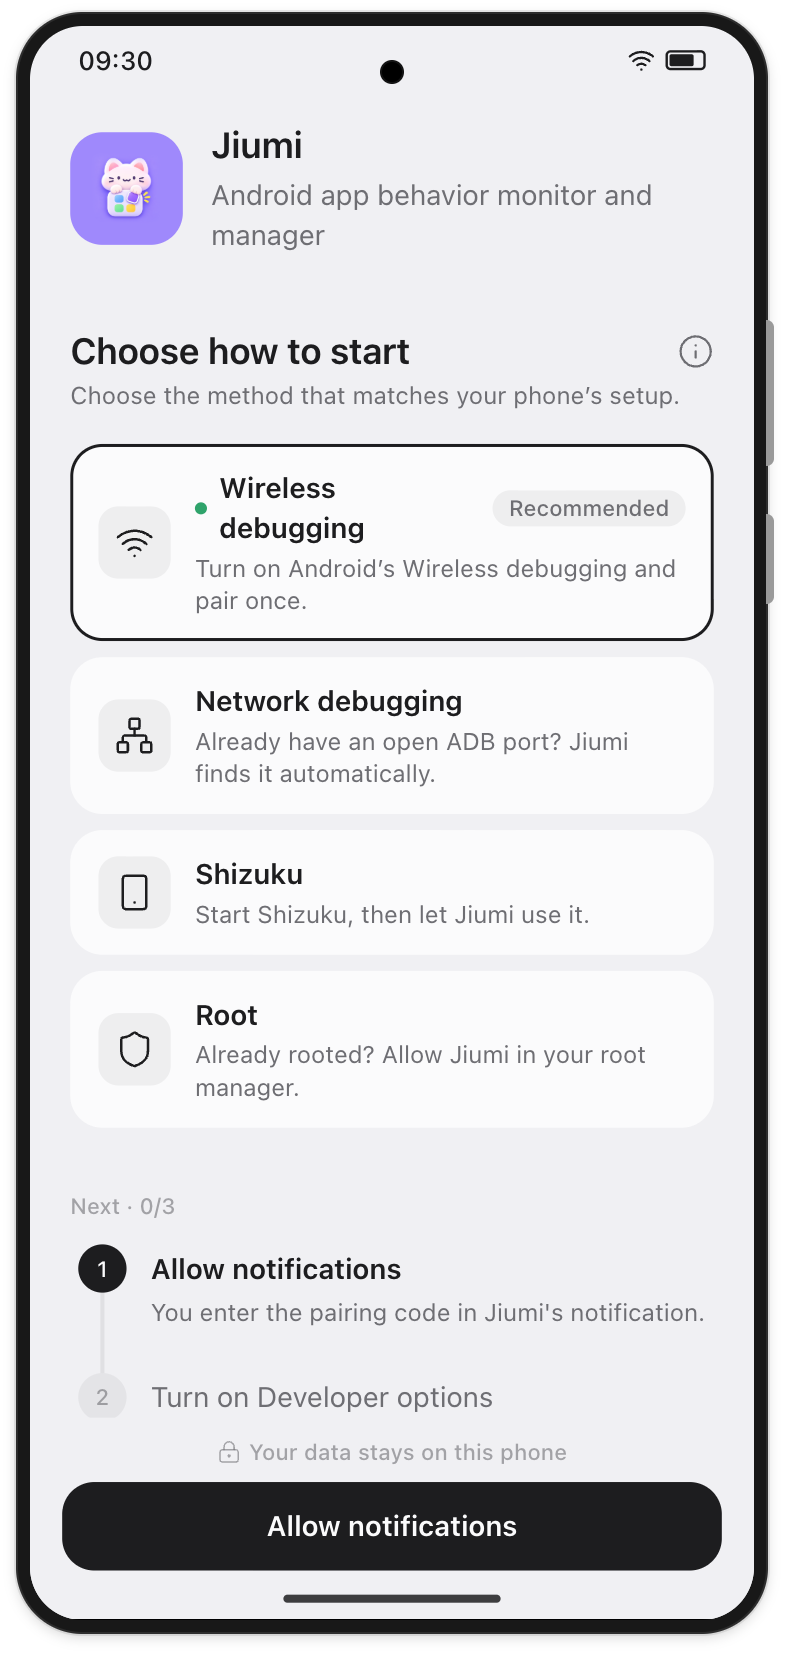 09:30
Jiumi
Android app behavior monitor and
manager
Choose how to start
Choose the method that matches your phone’s setup.
Wireless
debugging
Recommended
Turn on Android’s Wireless debugging and
pair once.
Network debugging
Already have an open ADB port? Jiumi
finds it automatically.
Shizuku
Start Shizuku, then let Jiumi use it.
Root
Already rooted? Allow Jiumi in your root
manager.
Next · 0/3
1
Allow notifications
You enter the pairing code in Jiumi's notification.
2
Turn on Developer options
Your data stays on this phone
Allow notifications